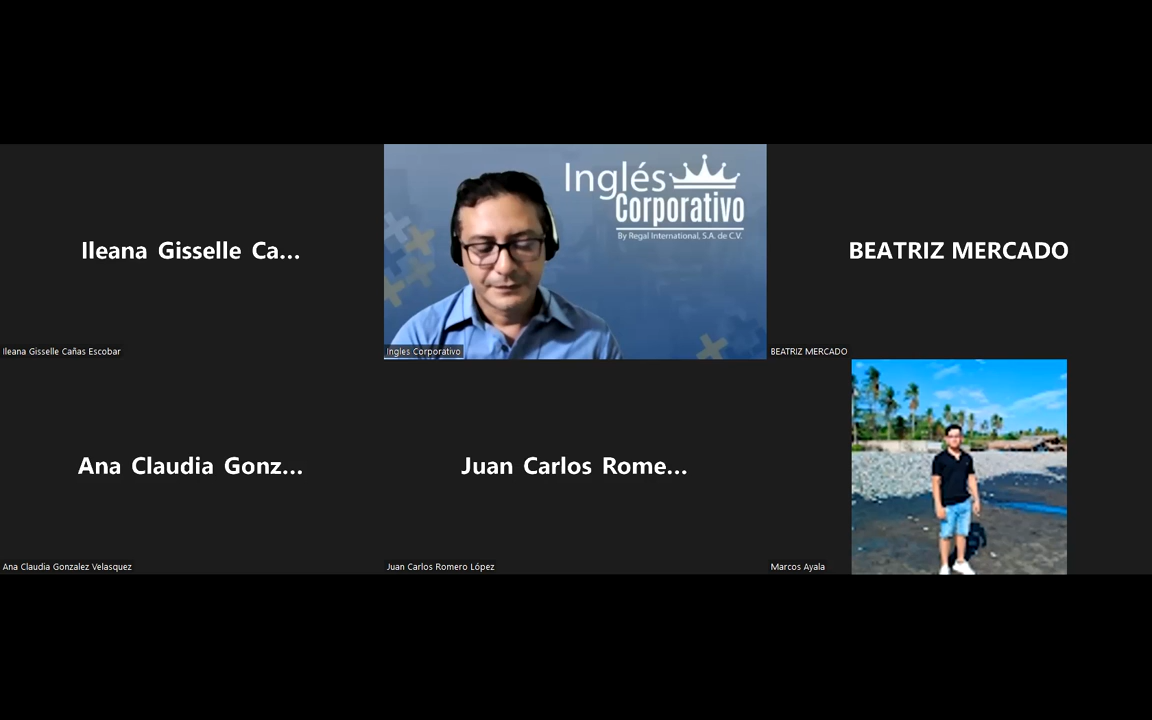 Ileana Gisselle Ca...
Ileana Gisselle Cañas Escobar
Inglés
Corporativo
By Regal International, S.A. de C.V.
Ingles Corporativo
BEATRIZ MERCADO
BEATRIZ MERCADO
Ana Claudia Gonz...
Ana Claudia Gonzalez Velasquez
Juan Carlos Rome...
Juan Carlos Romero López
Marcos Ayala